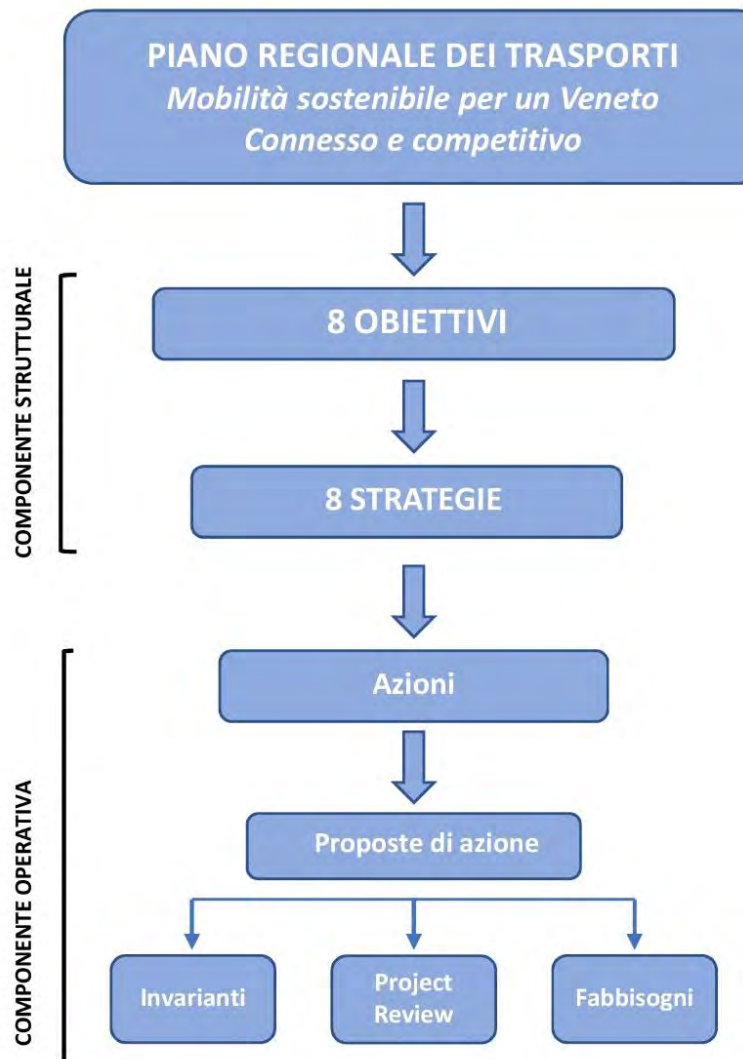 PIANO REGIONALE DEI TRASPORTI
Mobilità sostenibile per un Veneto
Connesso e competitivo
COMPONENTE STRUTTURALE
8 OBIETTIVI
8 STRATEGIE
COMPONENTE OPERATIVA
Azioni
Proposte di azione
Invarianti
Project
Review
Fabbisogni